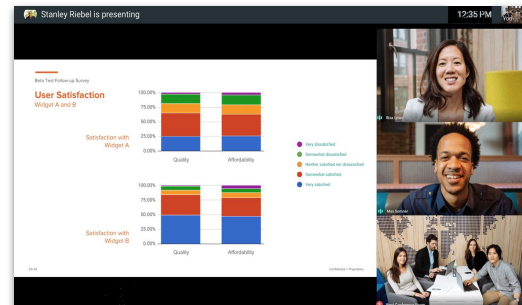 Stanley Riebel is presenting
12:35 PM
You
Beta Test Follow-up Survey
User Satisfaction
Widget A and B
Satisfaction with
Widget A
100.00%
75.00%
50.00%
25.00%
0.00%
Quality
Affordability
Very dissatisfied
Somewhat dissatisfied
Neither satisfied nor dissatisfied
Somewhat satisfied
Very satisfied
Satisfaction with
Widget B
100.00%
75.00%
50.00%
25.00%
0.00%
Quality
Affordability
Confidential + Proprietary